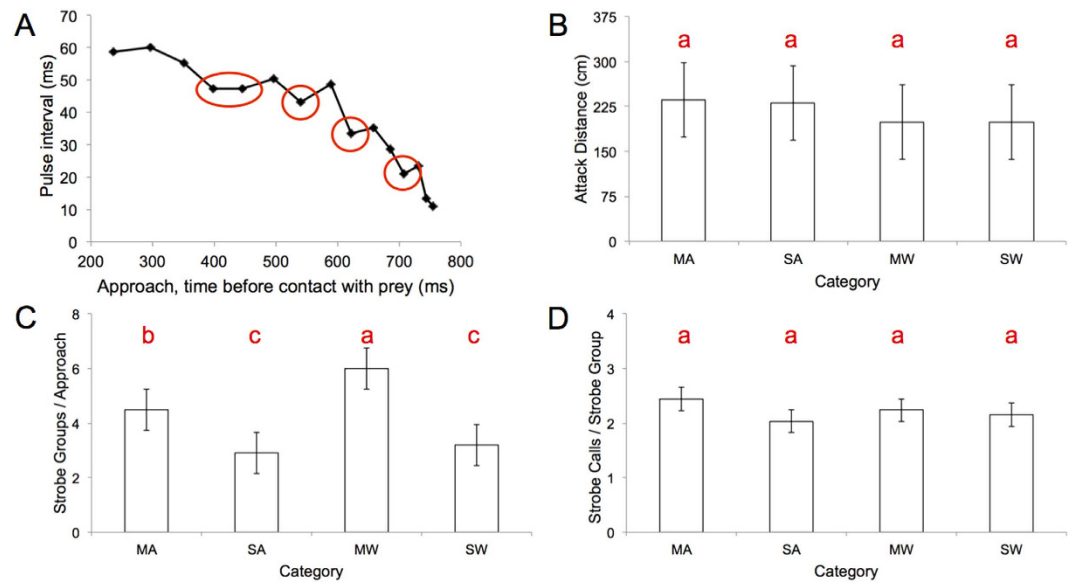 A
Pulse interval (ms)
70
60
50
40
30
20
10
0
200 300 400 500 600 700 800
Approach, time before contact with prey (ms)
B
Attack Distance (cm)
375
300
225
150
75
0
a a a a
MA SA MW SW
Category
C
Strobe Groups / Approach
8
6
4
2
0
b c a c
MA SA MW SW
Category
D
Strobe Calls / Strobe Group
4
3
2
1
0
a a a a
MA SA MW SW
Category